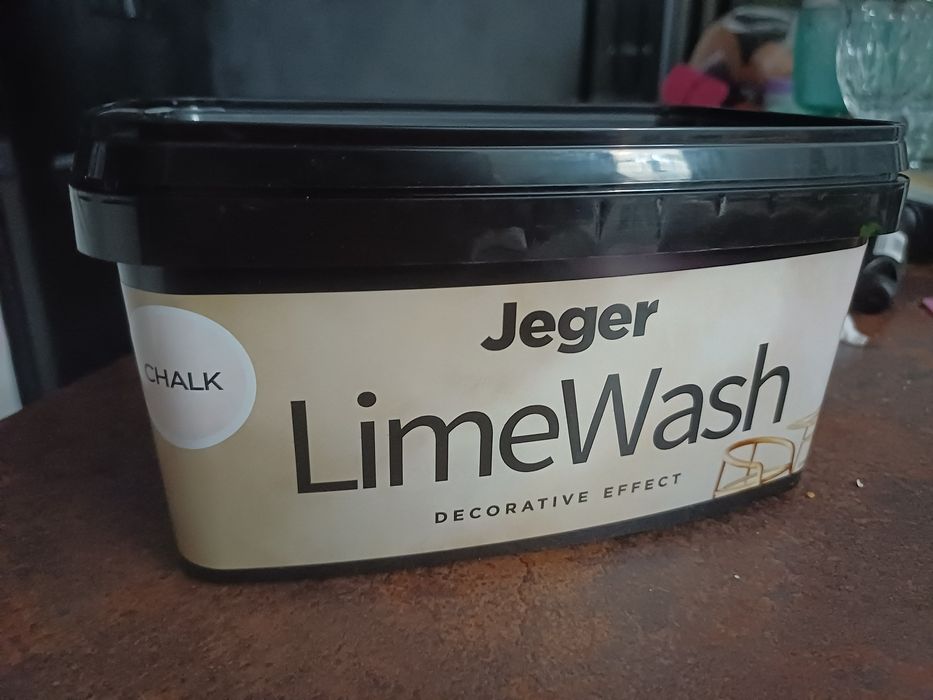 Jeger
CHALK
LimeWash
DECORATIVE EFFECT